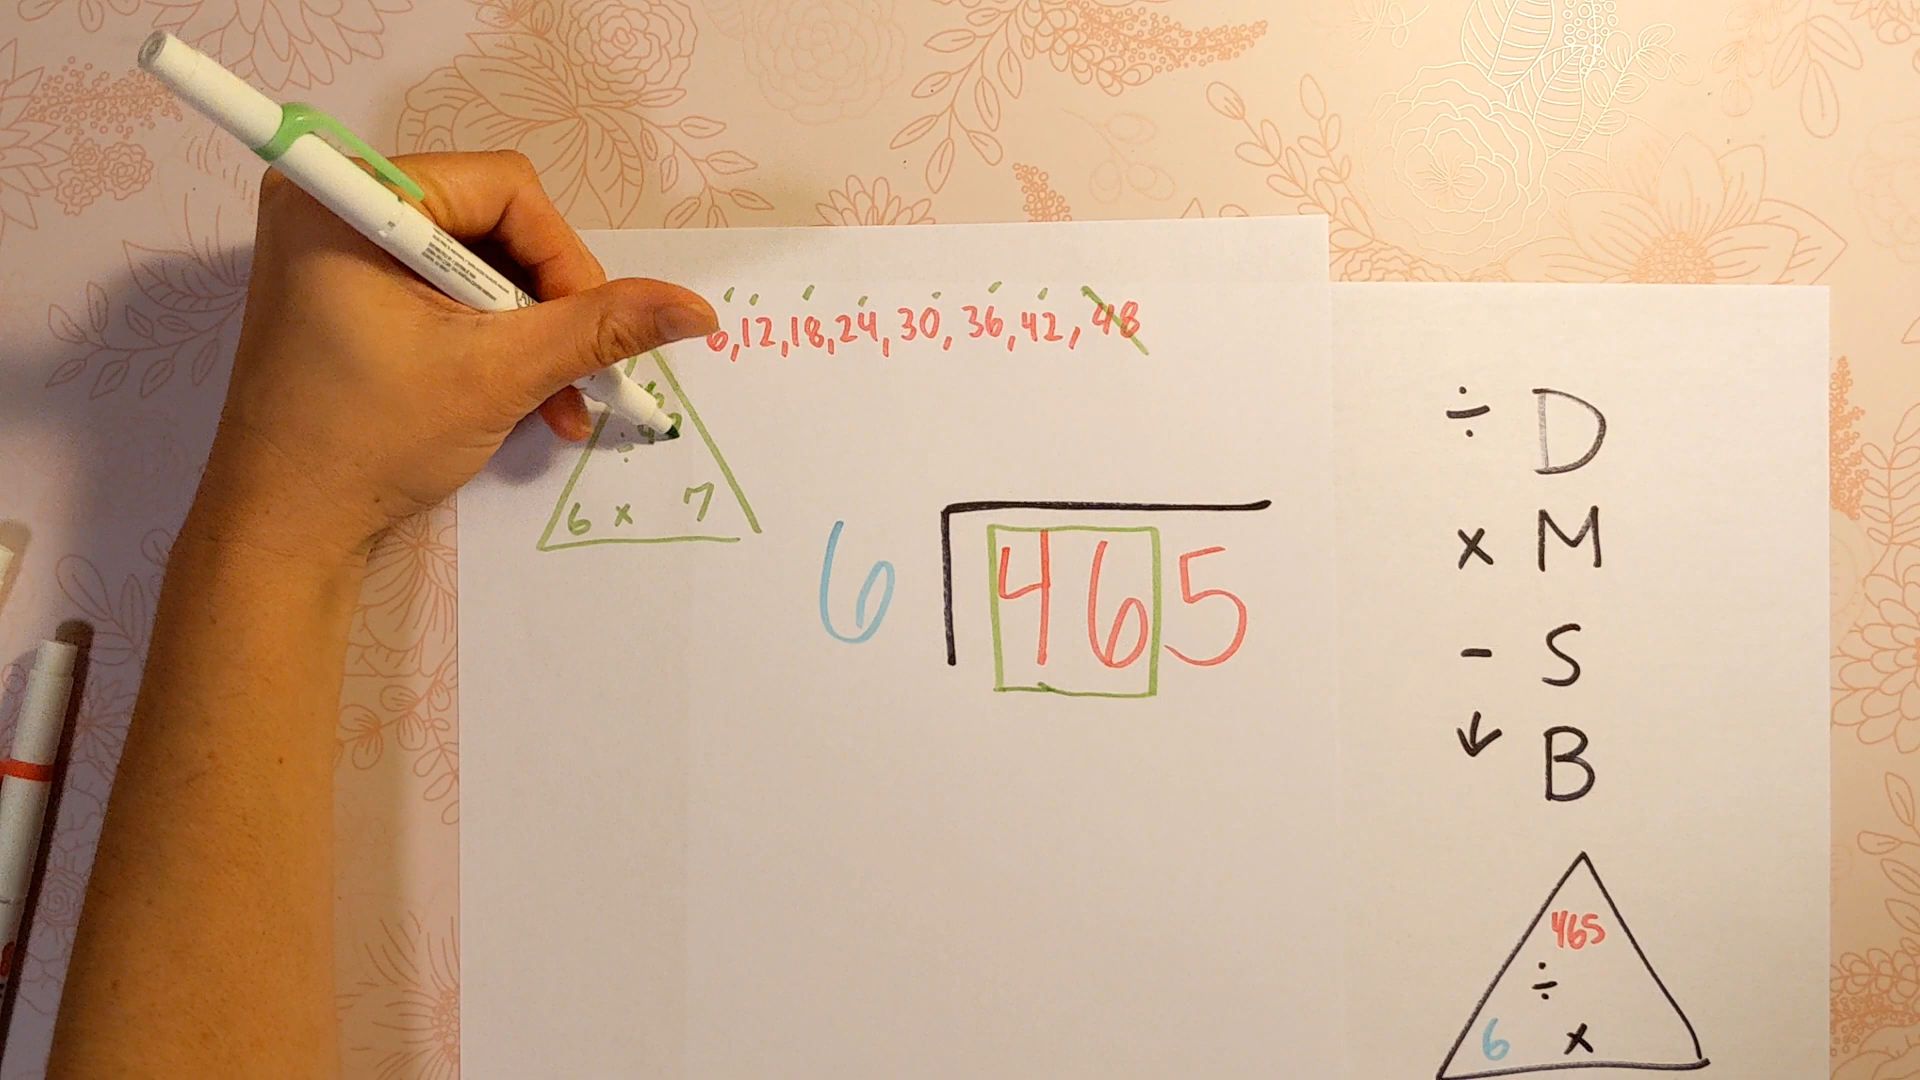 6, 12, 18, 24, 30, 36, 42, 48
÷
6 x 7
6 465
÷ D
x M
- S
↓ B
465
÷
6 x